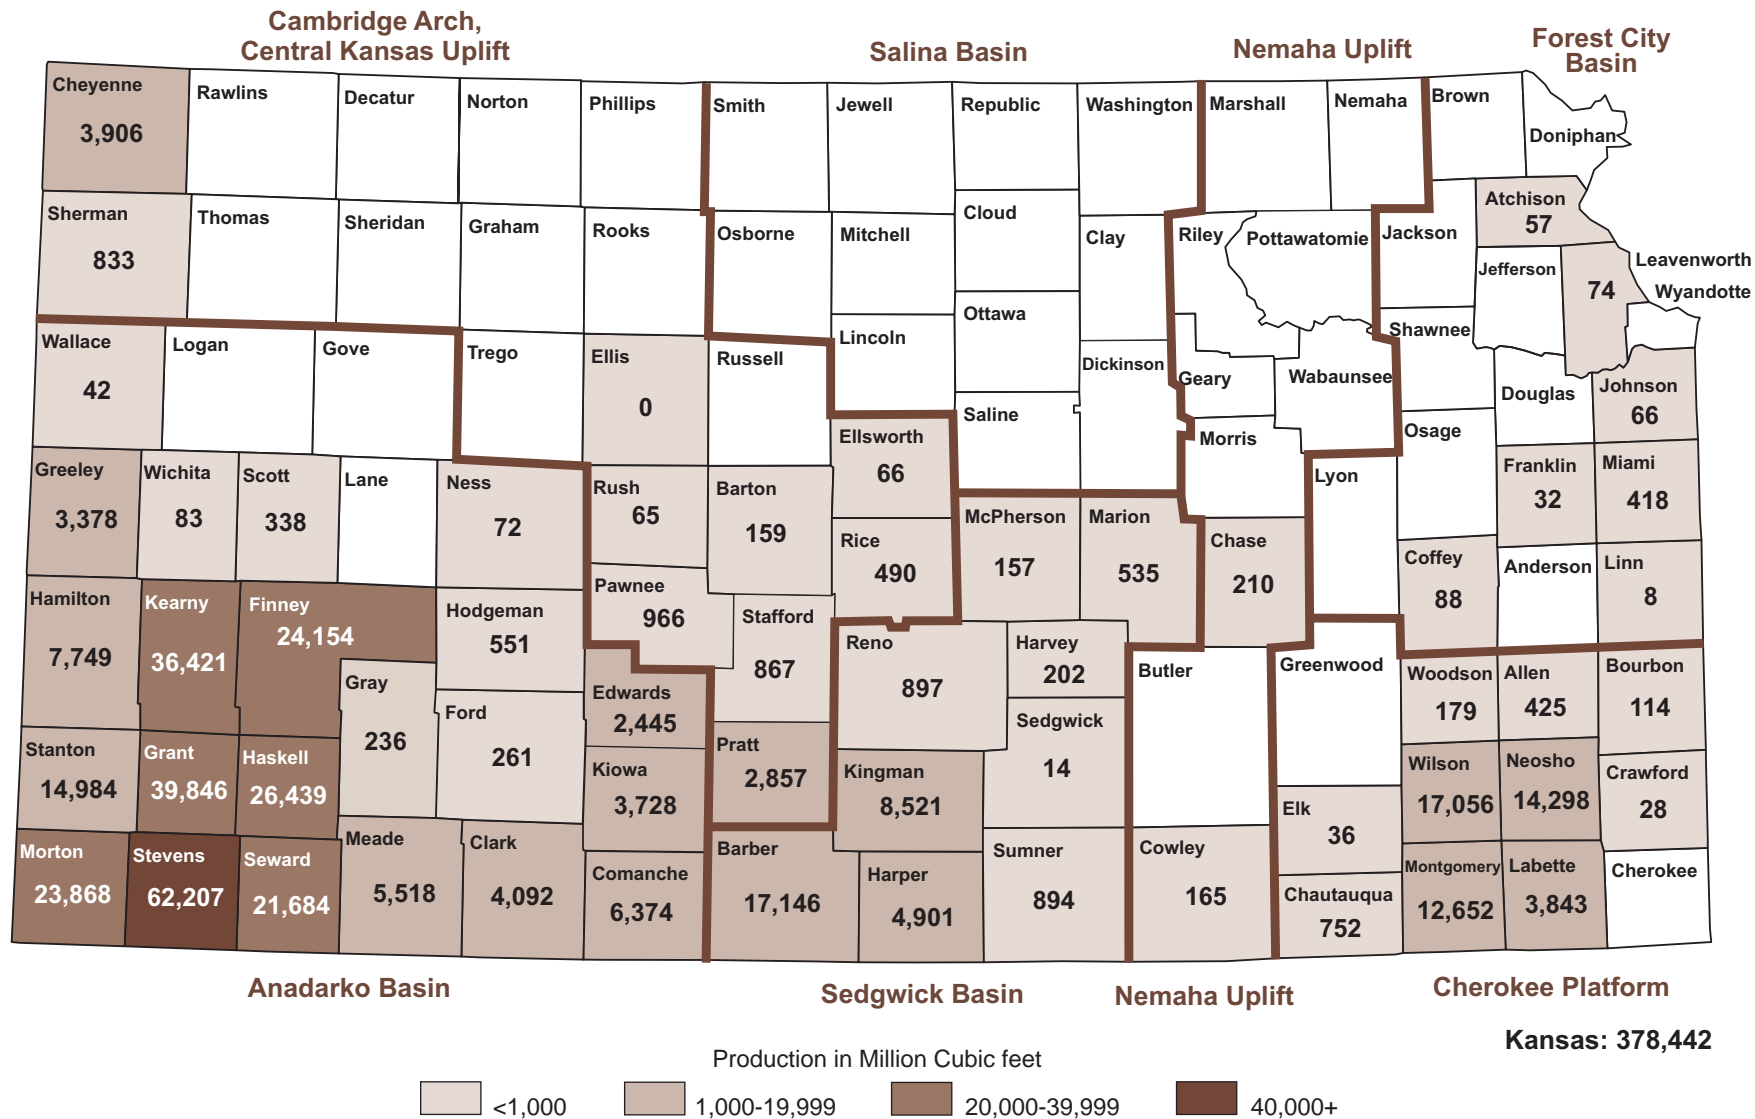 Cambridge Arch,
Central Kansas Uplift
Salina Basin
Nemaha Uplift
Forest City
Basin
Cheyenne
3,906
Rawlins
Decatur
Norton
Phillips
Smith
Jewell
Republic
Washington
Marshall
Nemaha
Brown
Doniphan
Sherman
833
Thomas
Sheridan
Graham
Rooks
Osborne
Mitchell
Cloud
Clay
Riley
Pottawatomie
Jackson
Atchison
57
Jefferson
Leavenworth
74
Wyandotte
Wallace
42
Logan
Gove
Trego
Ellis
0
Russell
Lincoln
Ottawa
Dickinson
Saline
Geary
Wabaunsee
Shawnee
Douglas
Johnson
66
Greeley
3,378
Wichita
83
Scott
338
Lane
Ness
72
Rush
65
Barton
159
Ellsworth
66
Rice
490
McPherson
157
Marion
535
Morris
Chase
210
Lyon
Osage
Franklin
32
Miami
418
Coffey
88
Anderson
Linn
8
Hamilton
7,749
Kearny
36,421
Finney
24,154
Hodgeman
551
Pawnee
966
Stafford
867
Reno
897
Harvey
202
Butler
Greenwood
Woodson
179
Allen
425
Bourbon
114
Gray
236
Ford
261
Edwards
2,445
Sedgwick
14
Stanton
14,984
Grant
39,846
Haskell
26,439
Kiowa
3,728
Pratt
2,857
Kingman
8,521
Elk
36
Wilson
17,056
Neosho
14,298
Crawford
28
Morton
23,868
Stevens
62,207
Seward
21,684
Meade
5,518
Clark
4,092
Comanche
6,374
Barber
17,146
Harper
4,901
Sumner
894
Cowley
165
Chautauqua
752
Montgomery
12,652
Labette
3,843
Cherokee
Anadarko Basin
Sedgwick Basin
Nemaha Uplift
Cherokee Platform
Kansas: 378,442
Production in Million Cubic feet
<1,000
1,000-19,999
20,000-39,999
40,000+